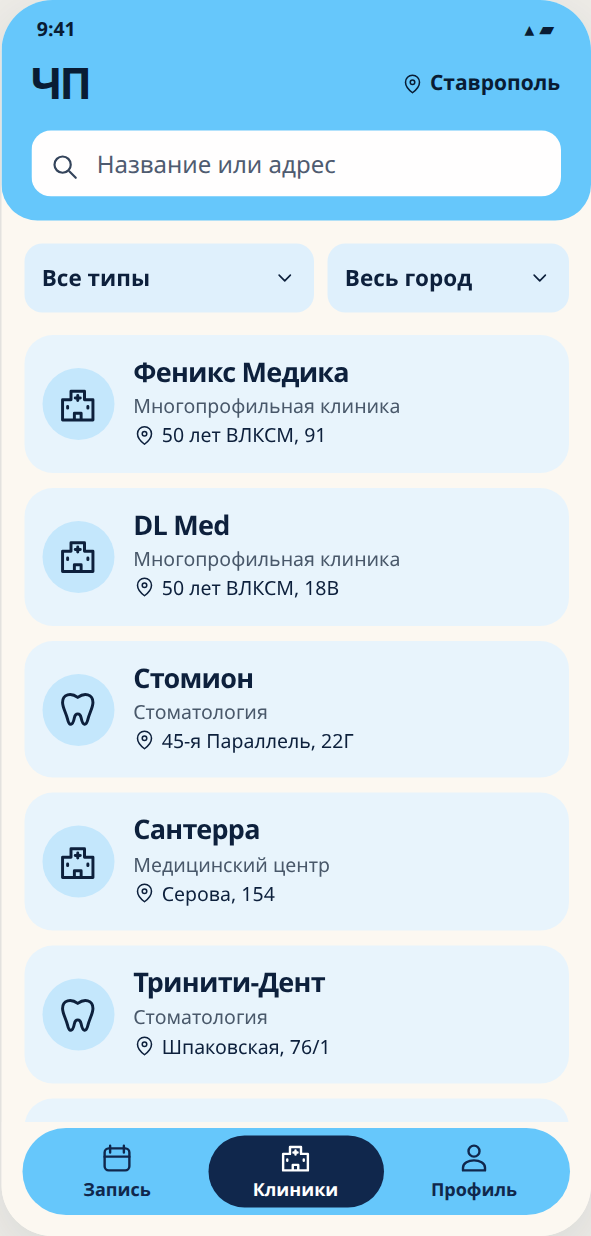 9:41
ЧП
Ставрополь
Название или адрес
Все типы
Весь город
Феникс Медика
Многопрофильная клиника
50 лет ВЛКСМ, 91
DL Med
Многопрофильная клиника
50 лет ВЛКСМ, 18В
Стомион
Стоматология
45-я Параллель, 22Г
Сантерра
Медицинский центр
Серова, 154
Тринити-Дент
Стоматология
Шпаковская, 76/1
Запись
Клиники
Профиль